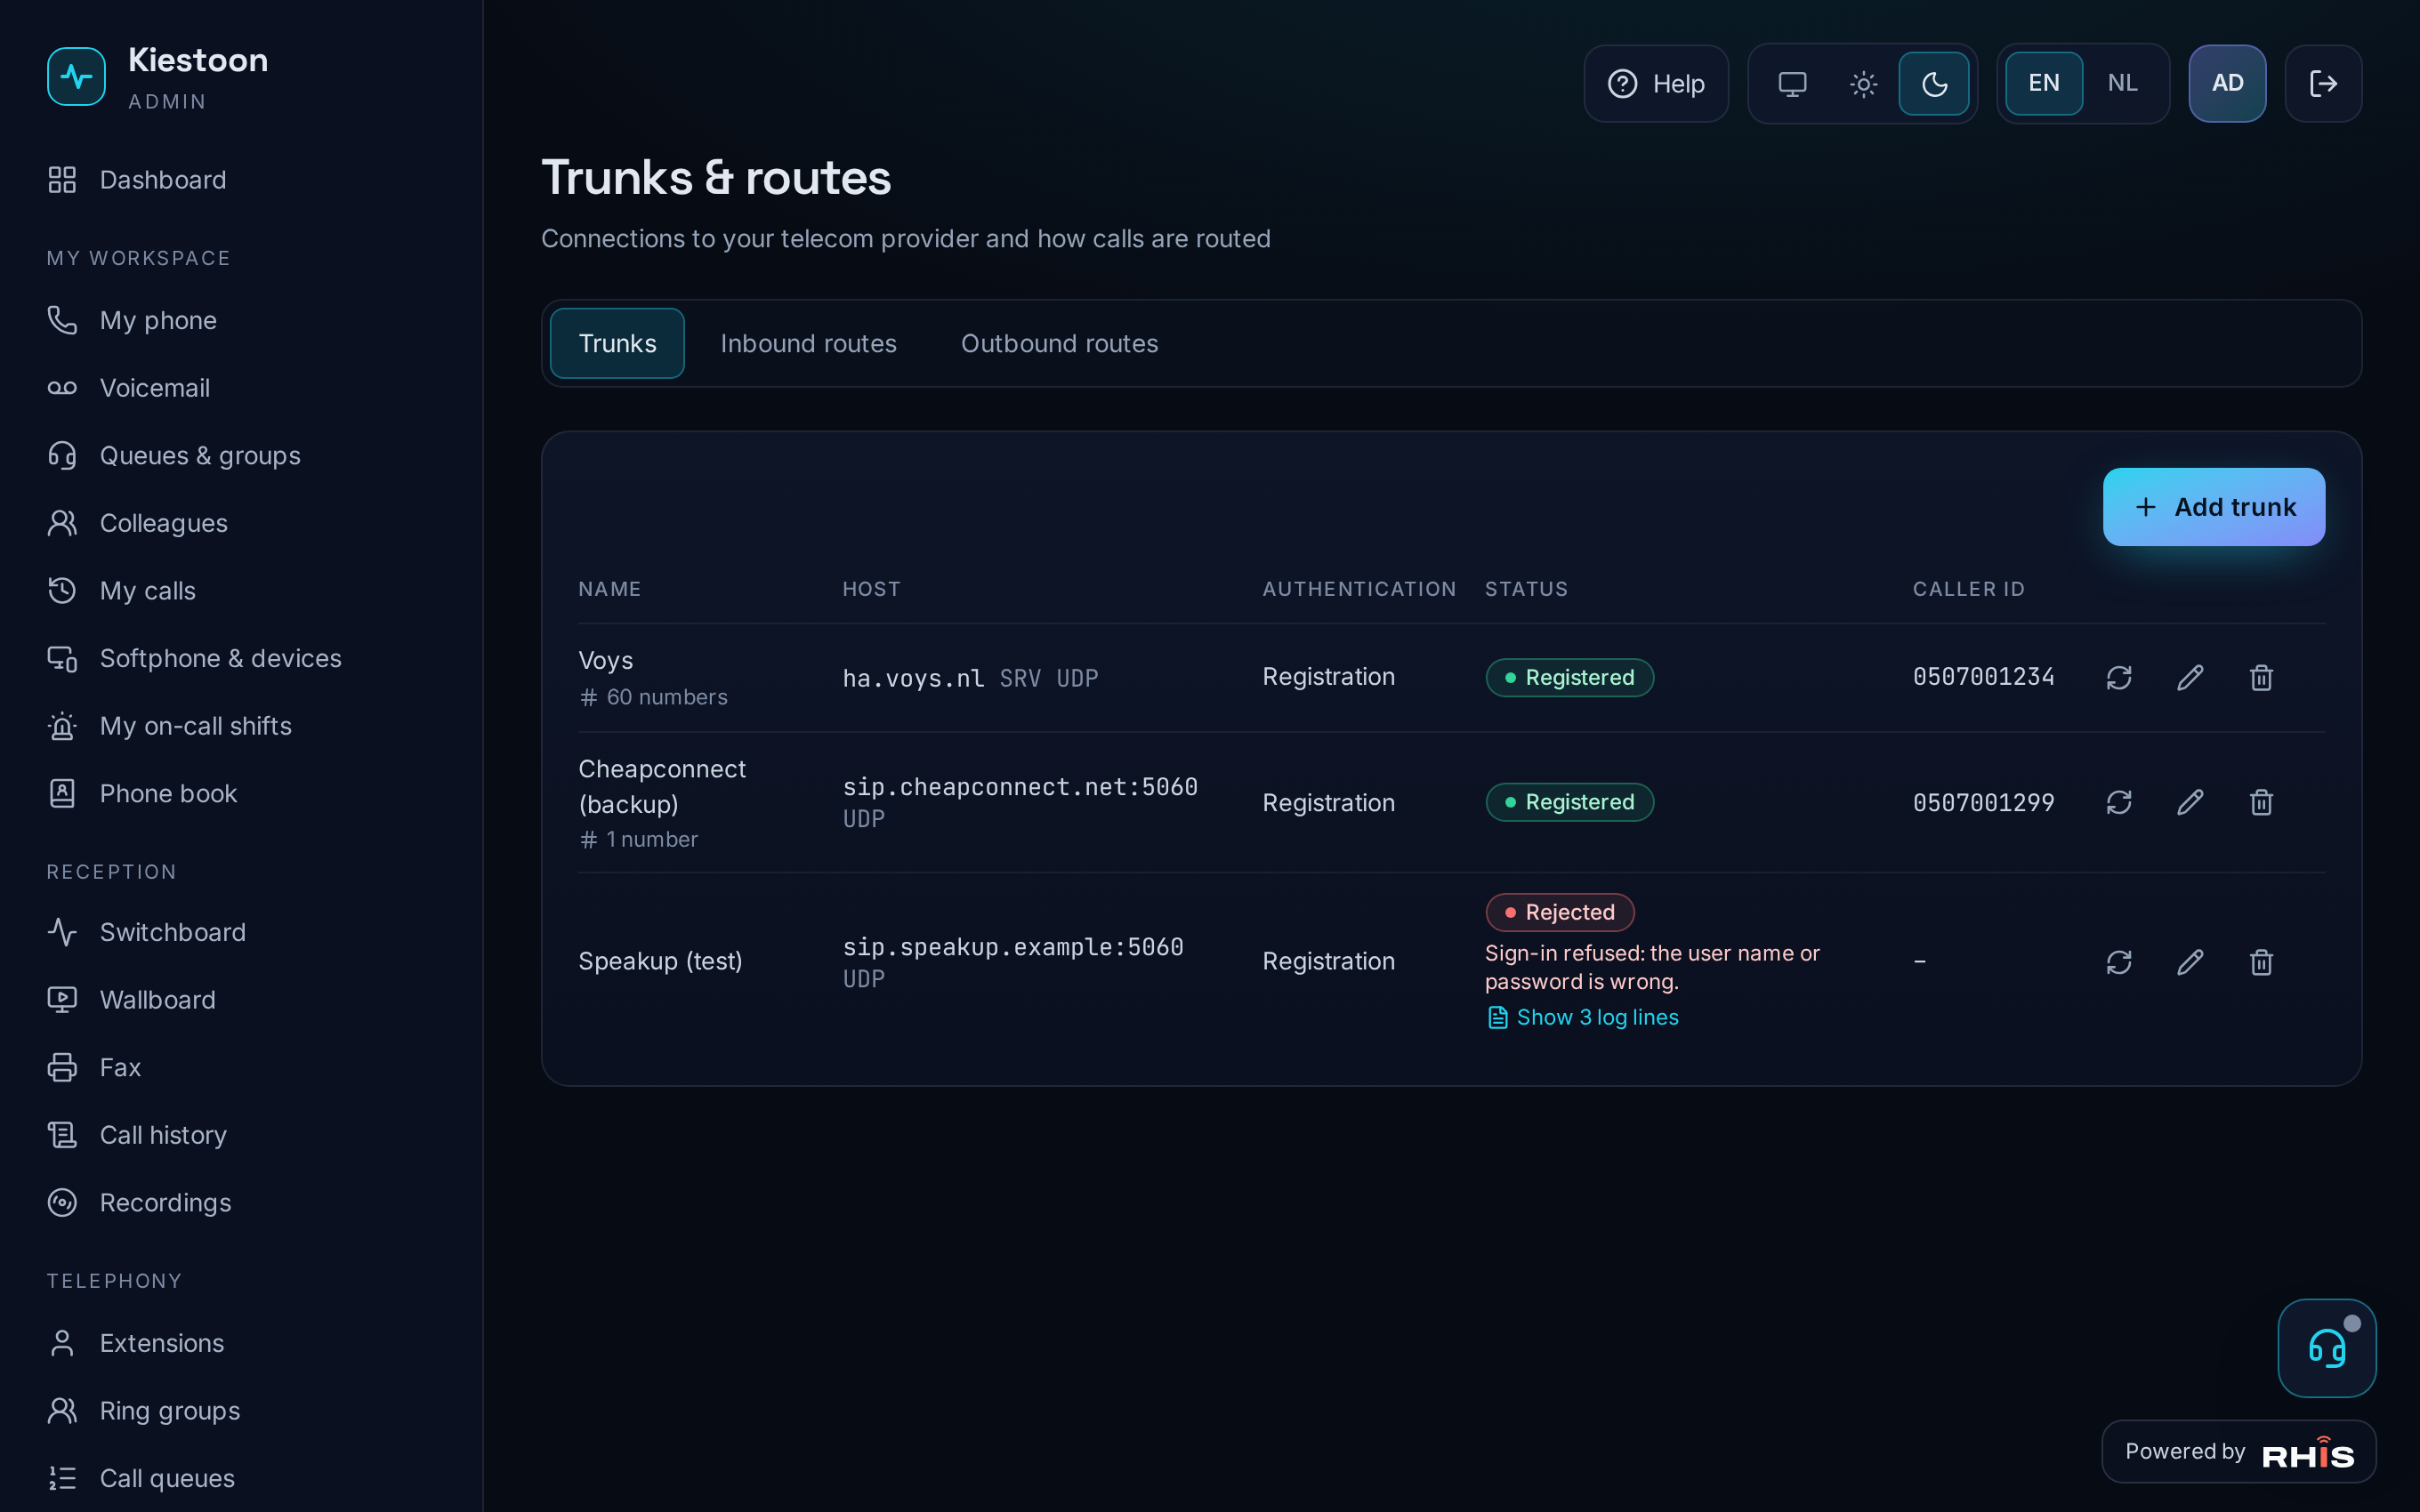 Kiestoon
ADMIN
Dashboard
MY WORKSPACE
My phone
Voicemail
Queues & groups
Colleagues
My calls
Softphone & devices
My on-call shifts
Phone book
RECEPTION
Switchboard
Wallboard
Fax
Call history
Recordings
TELEPHONY
Extensions
Ring groups
Call queues
Help
EN
NL
AD
Trunks & routes
Connections to your telecom provider and how calls are routed
Trunks
Inbound routes
Outbound routes
Add trunk
NAME HOST AUTHENTICATION STATUS CALLER ID
Voys
# 60 numbers
ha.voys.nl SRV UDP
Registration
Registered
0507001234
Cheapconnect
(backup)
# 1 number
sip.cheapconnect.net:5060
UDP
Registration
Registered
0507001299
Speakup (test)
sip.speakup.example:5060
UDP
Registration
Rejected
Sign-in refused: the user name or
password is wrong.
Show 3 log lines
–
Powered by RHIS